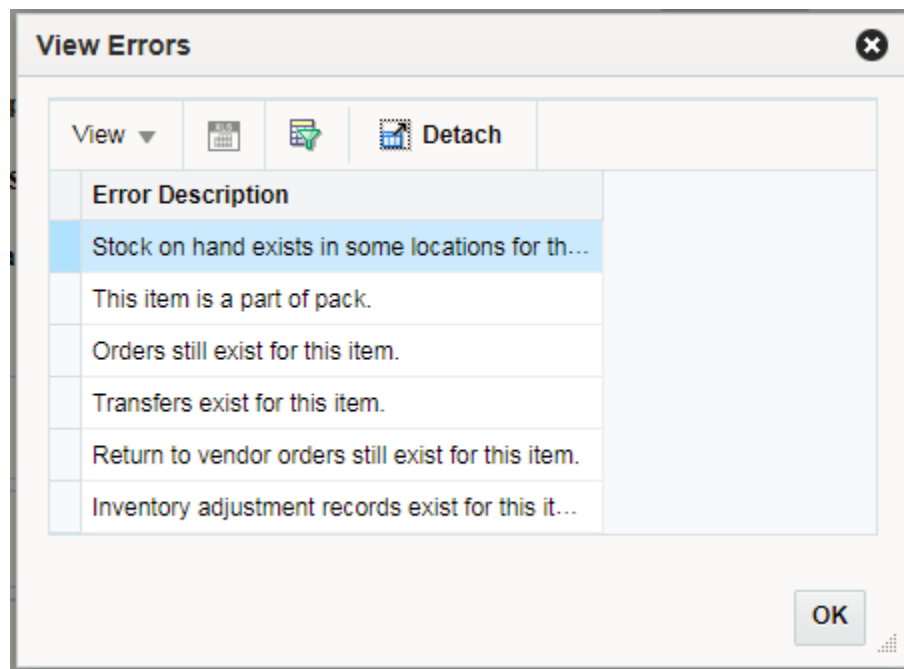 View Errors
View
Detach
Error Description
Stock on hand exists in some locations for th...
This item is a part of pack.
Orders still exist for this item.
Transfers exist for this item.
Return to vendor orders still exist for this item.
Inventory adjustment records exist for this it...
OK